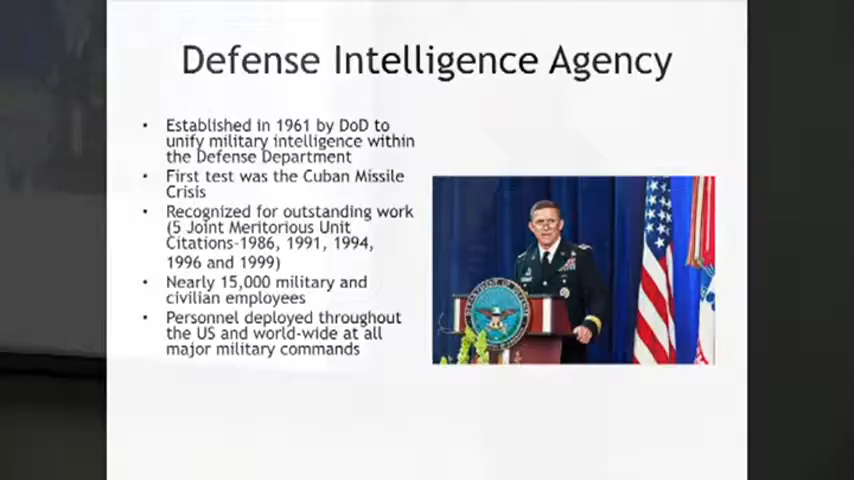 Defense Intelligence Agency
• Established in 1961 by DoD to
unify military intelligence within
the Defense Department
• First test was the Cuban Missile
Crisis
• Recognized for outstanding work
(5 Joint Meritorious Unit
Citations-1986, 1991, 1994,
1996 and 1999)
• Nearly 15,000 military and
civilian employees
• Personnel deployed throughout
the US and world-wide at all
major military commands
DEPARTMENT OF DEFENSE